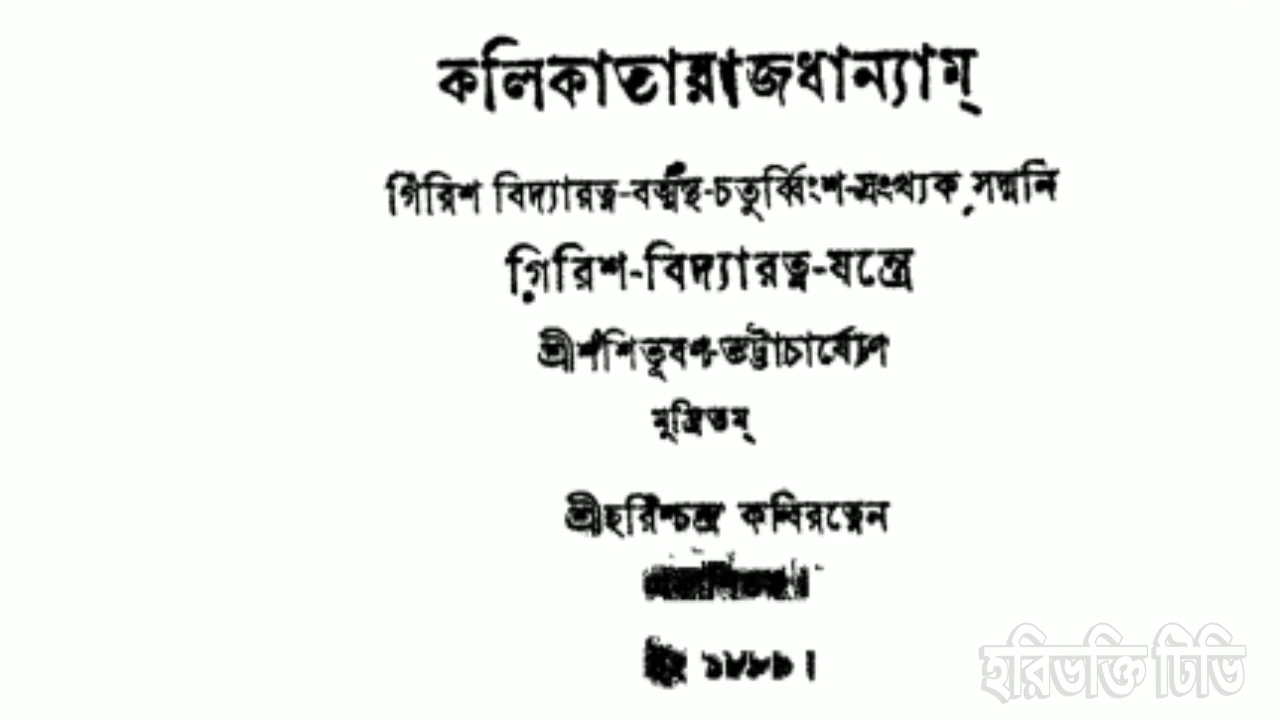 কলিকাতারাজধান্যাম্
গিরিশ বিদ্যারত্ন-বর্ত্মস্থ-চতুর্ব্বিংশ-সংখ্যক সদ্মনি
গিরিশ-বিদ্যারত্ন-যন্ত্রে
শ্রীশশিভূষণ-ভট্টাচার্য্যেণ
মুদ্রিতম্
শ্রীহরিশ্চন্দ্র কবিরত্নেন
হরিভক্তি টিভি